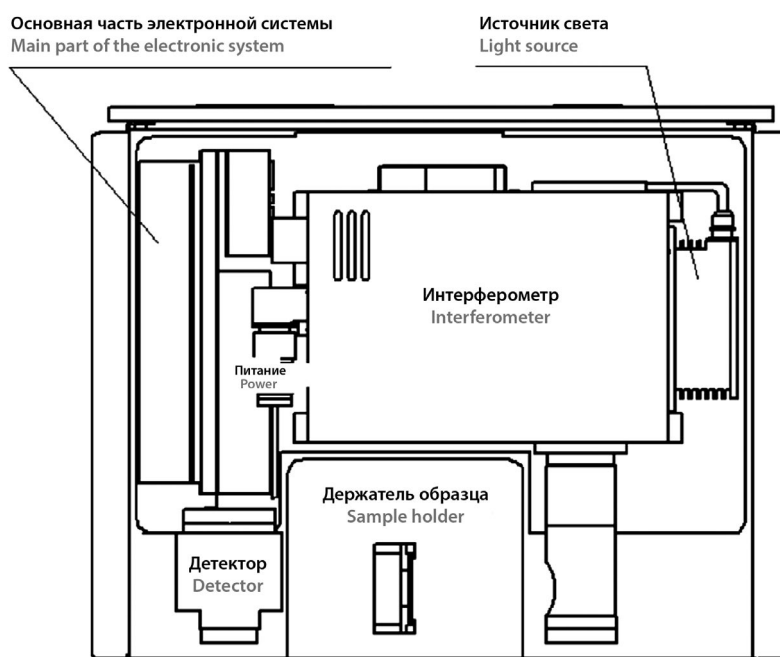 Основная часть электронной системы
Main part of the electronic system
Источник света
Light source
Интерферометр
Interferometer
Питание
Power
Держатель образца
Sample holder
Детектор
Detector